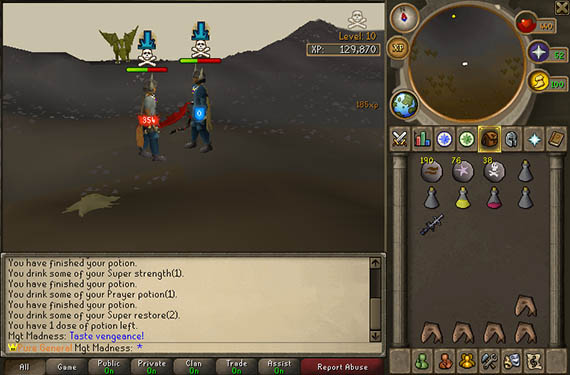 Level: 10
XP: 129,870
185xp
354
0
XP
40
52
100
190
76
38
You have finished your potion.
You drink some of your Super strength(1).
You have finished your potion.
You drink some of your Prayer potion(1).
You have finished your potion.
You drink some of your Super restore(2).
You have 1 dose of potion left.
Mgt Madness: Taste vengeance!
Pure General Mgt Madness: *
All
Game
Public
On
Private
On
Clan
On
Trade
On
Assist
On
Report Abuse